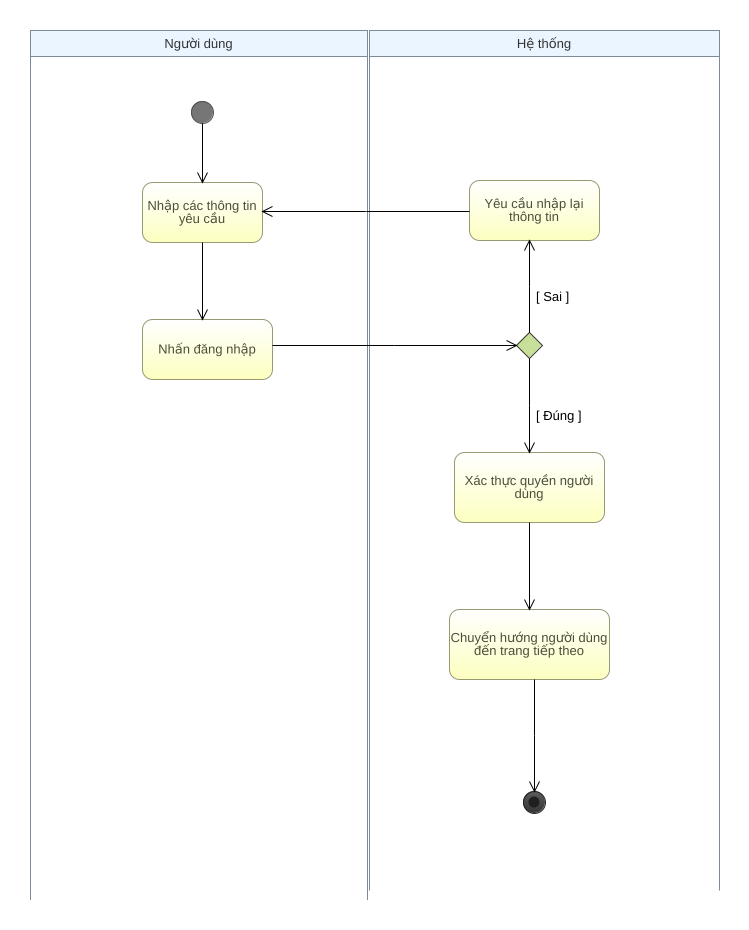 Người dùng
Hệ thống
Nhập các thông tin
yêu cầu
Yêu cầu nhập lại
thông tin
[ Sai ]
Nhấn đăng nhập
[ Đúng ]
Xác thực quyền người
dùng
Chuyển hướng người dùng
đến trang tiếp theo